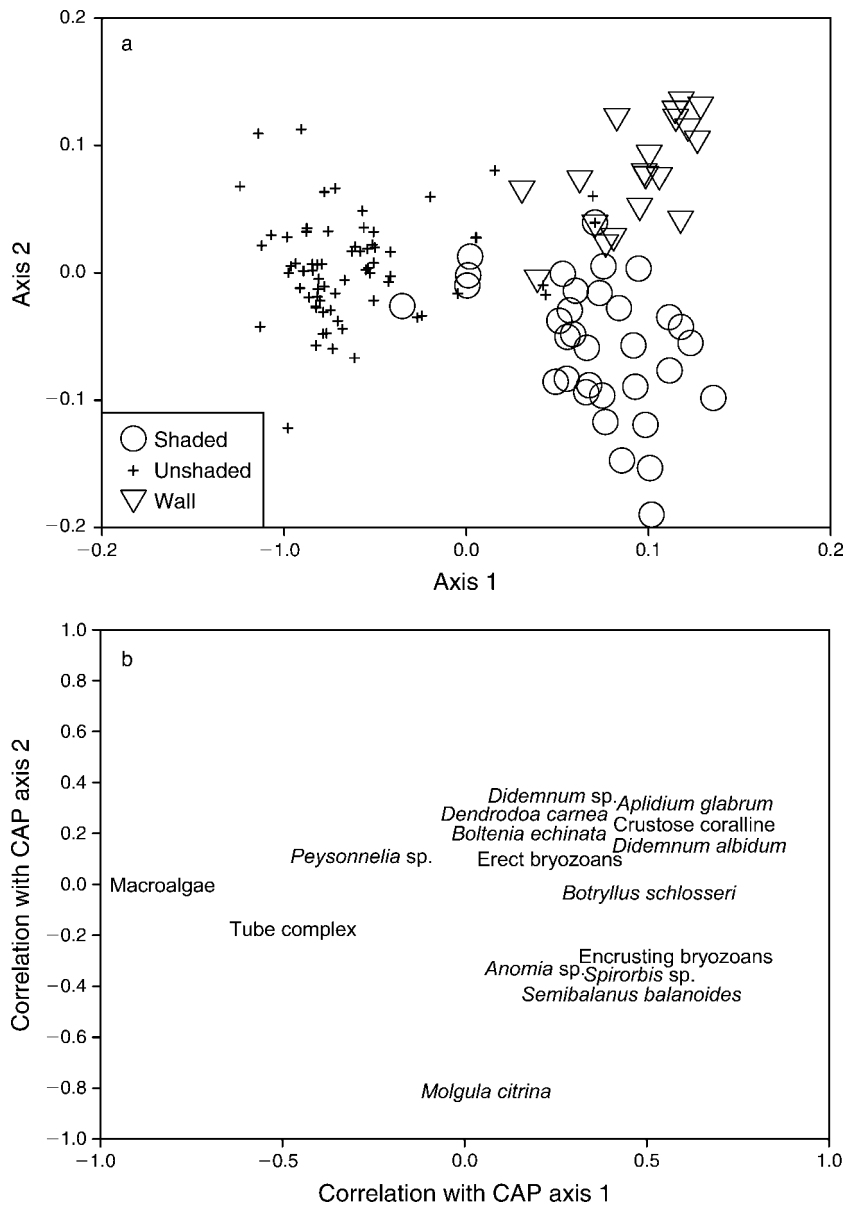 0.2
a
0.1
Axis 2
0.0
−0.1
Shaded
Unshaded
Wall
−0.2
−0.2
−1.0
0.0
0.1
0.2
Axis 1
1.0
b
0.8
0.6
0.4
0.2
0.0
−0.2
−0.4
−0.6
−0.8
−1.0
Correlation with CAP axis 2
Didemnum sp.
Aplidium glabrum
Dendrodoa carnea
Crustose coralline
Boltenia echinata
Didemnum albidum
Peysonnelia sp.
Erect bryozoans
Macroalgae
Botryllus schlosseri
Tube complex
Encrusting bryozoans
Anomia sp.
Spirorbis sp.
Semibalanus balanoides
Molgula citrina
−1.0
−0.5
0.0
0.5
1.0
Correlation with CAP axis 1